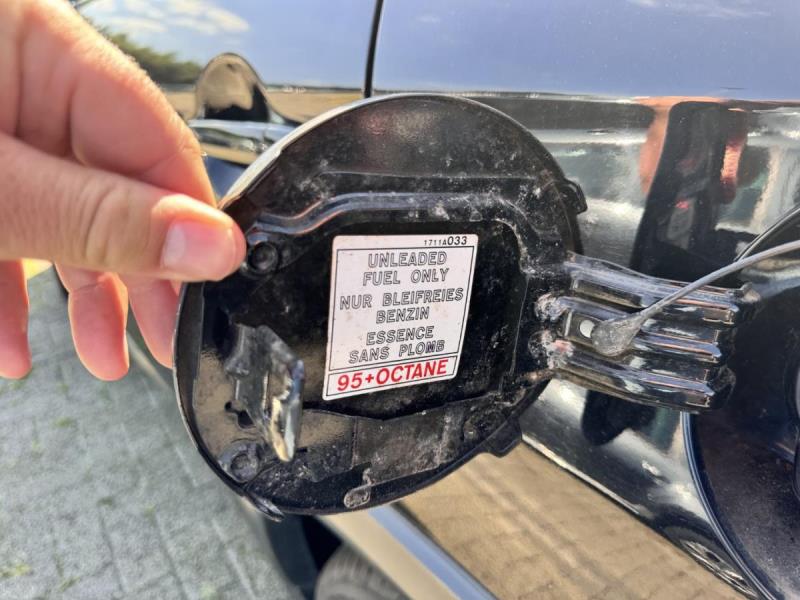 1711A033
UNLEADED
FUEL ONLY
NUR BLEIFREIES
BENZIN
ESSENCE
SANS PLOMB
95+OCTANE